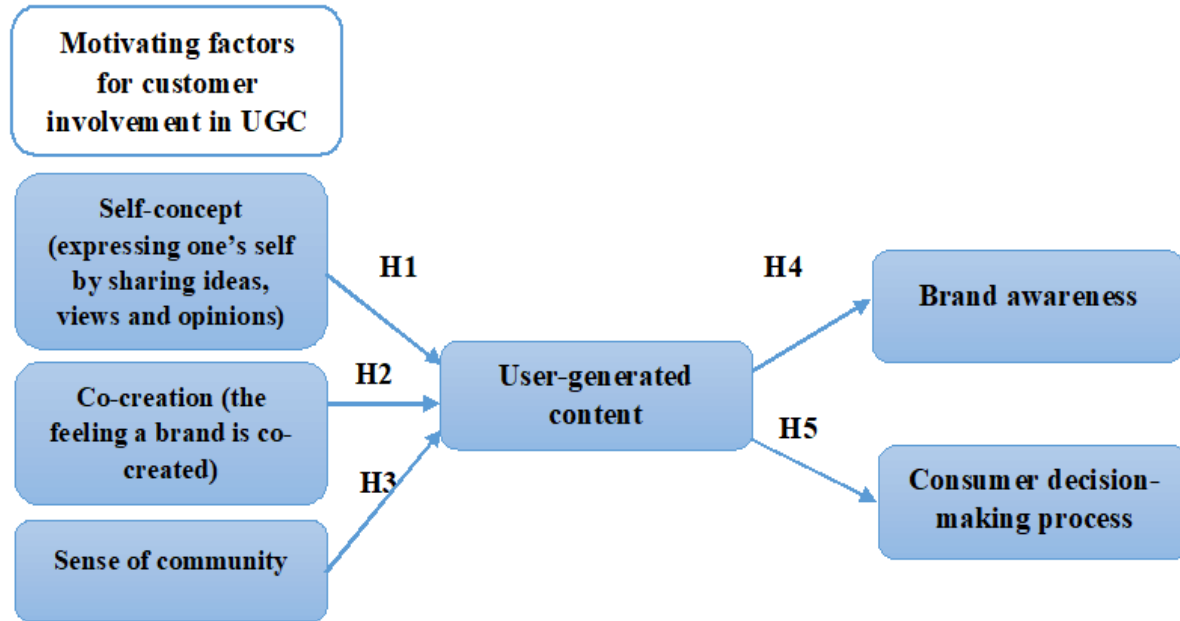 Motivating factors
for customer
involvement in UGC
Self-concept
(expressing one’s self
by sharing ideas,
views and opinions)
H1
Co-creation (the
feeling a brand is co-
created)
H2
Sense of community
H3
User-generated
content
H4
Brand awareness
H5
Consumer decision-
making process